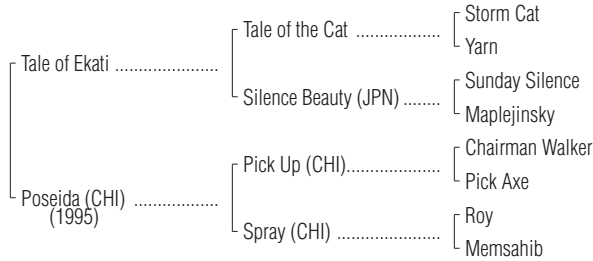 Storm Cat
Tale of the Cat ..................
Yarn
Tale of Ekati ......................
Sunday Silence
Silence Beauty (JPN) ........
Maplejinsky
Chairman Walker
Pick Up (CHI)....................
Pick Axe
Poseida (CHI) ..................
(1995)
Roy
Spray (CHI) ......................
Memsahib